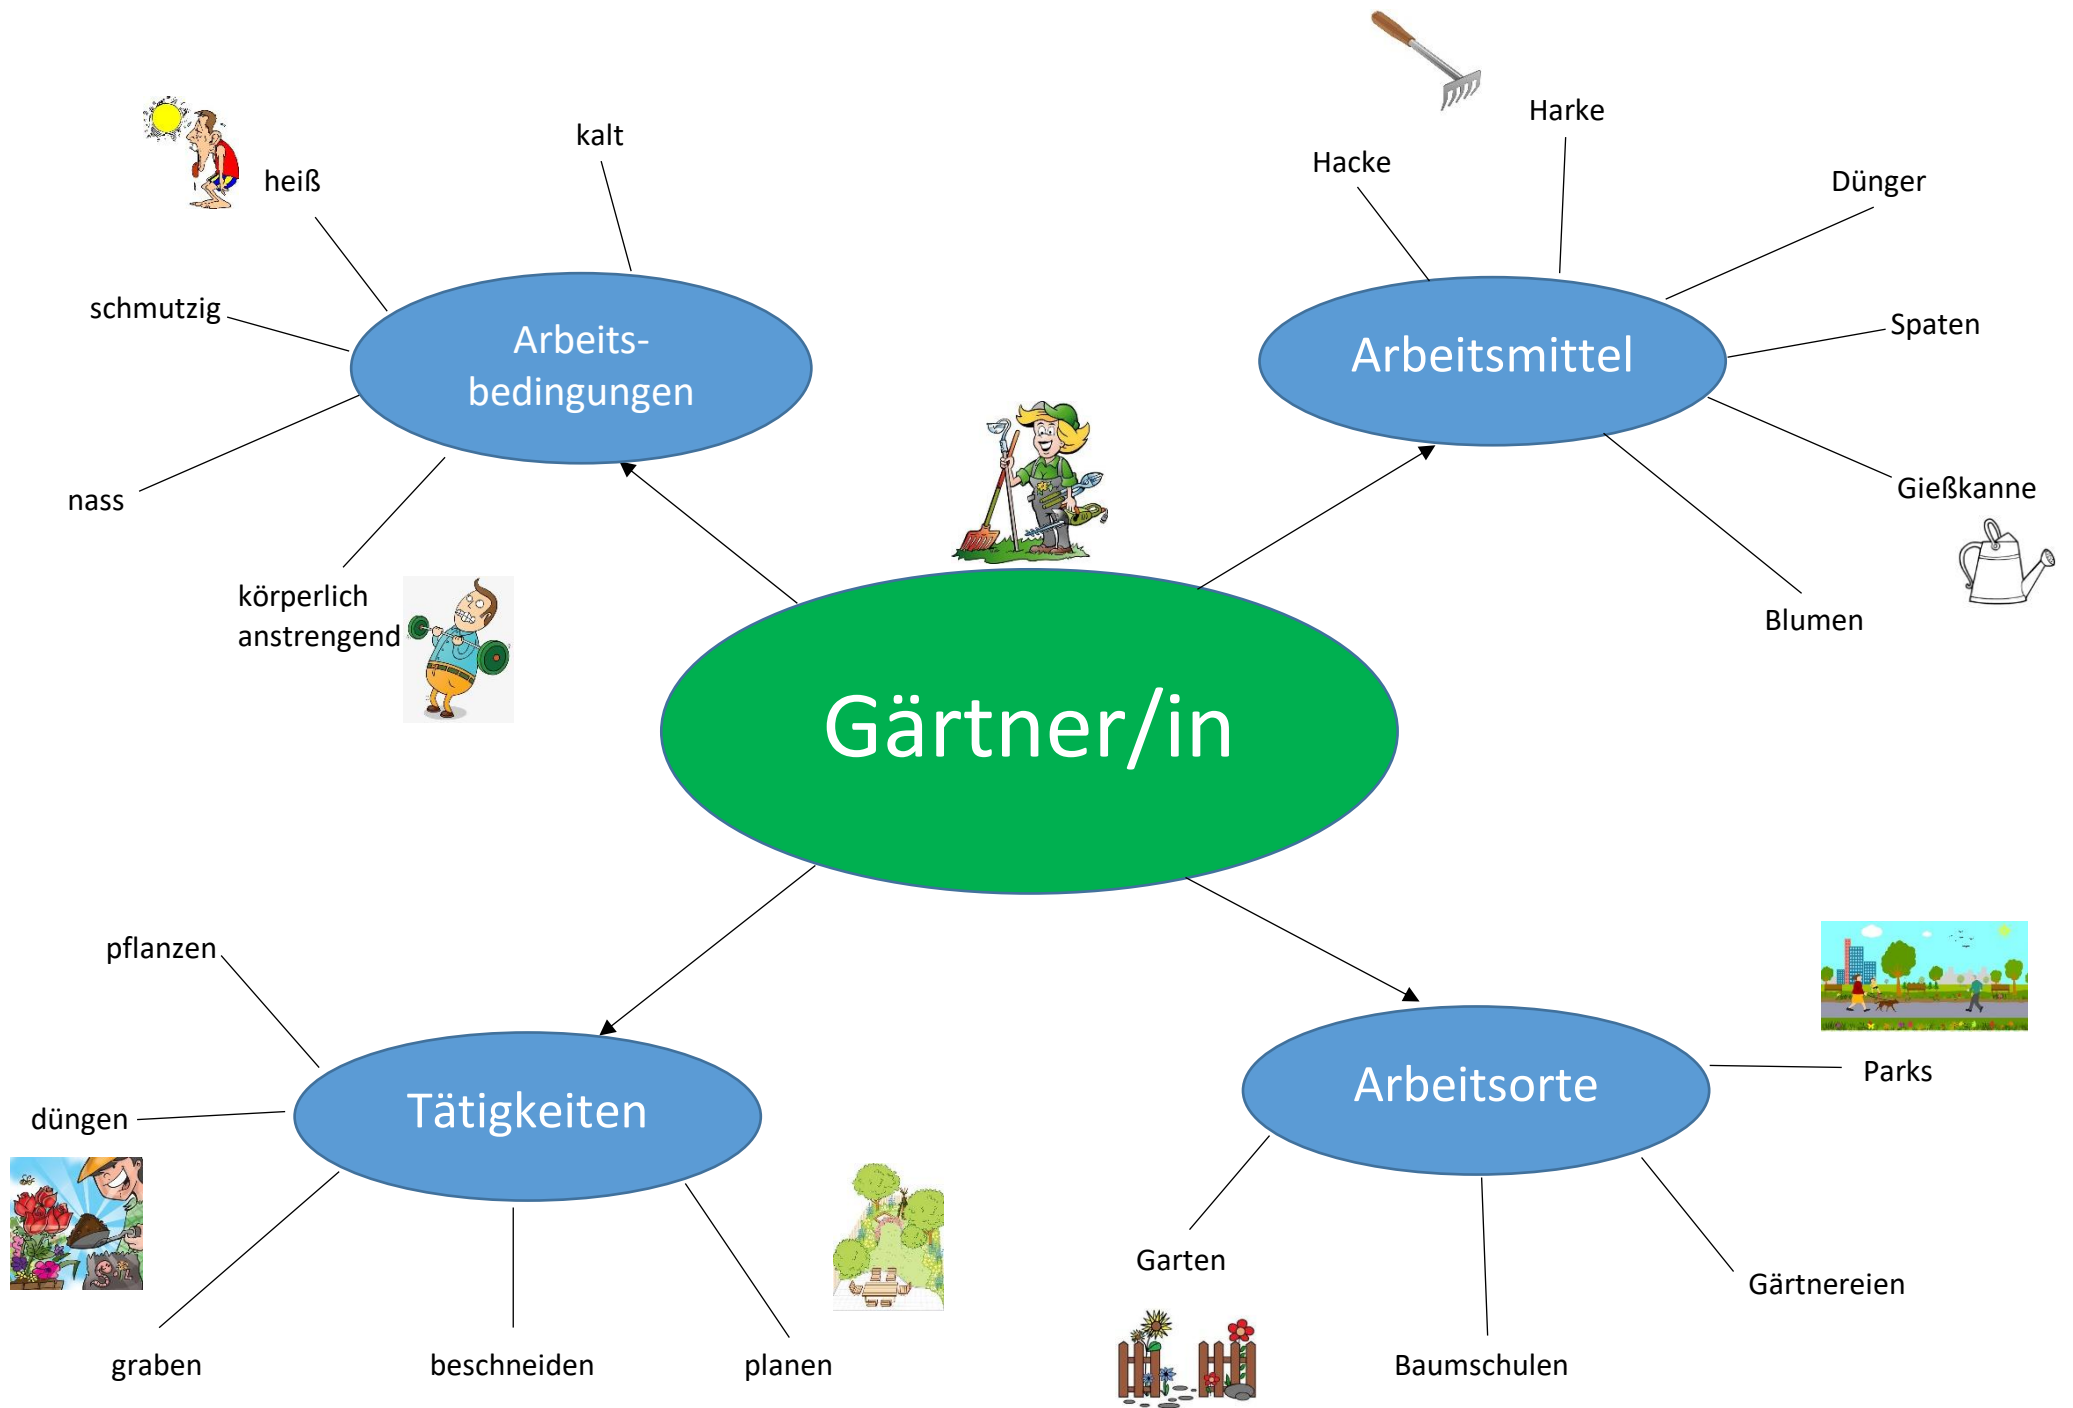 kalt
heiß
schmutzig
Arbeits-
bedingungen
nass
körperlich
anstrengend
Harke
Hacke
Dünger
Spaten
Arbeitsmittel
Gießkanne
Blumen
Gärtner/in
pflanzen
düngen
Tätigkeiten
graben
beschneiden
planen
Arbeitsorte
Parks
Garten
Gärtnereien
Baumschulen